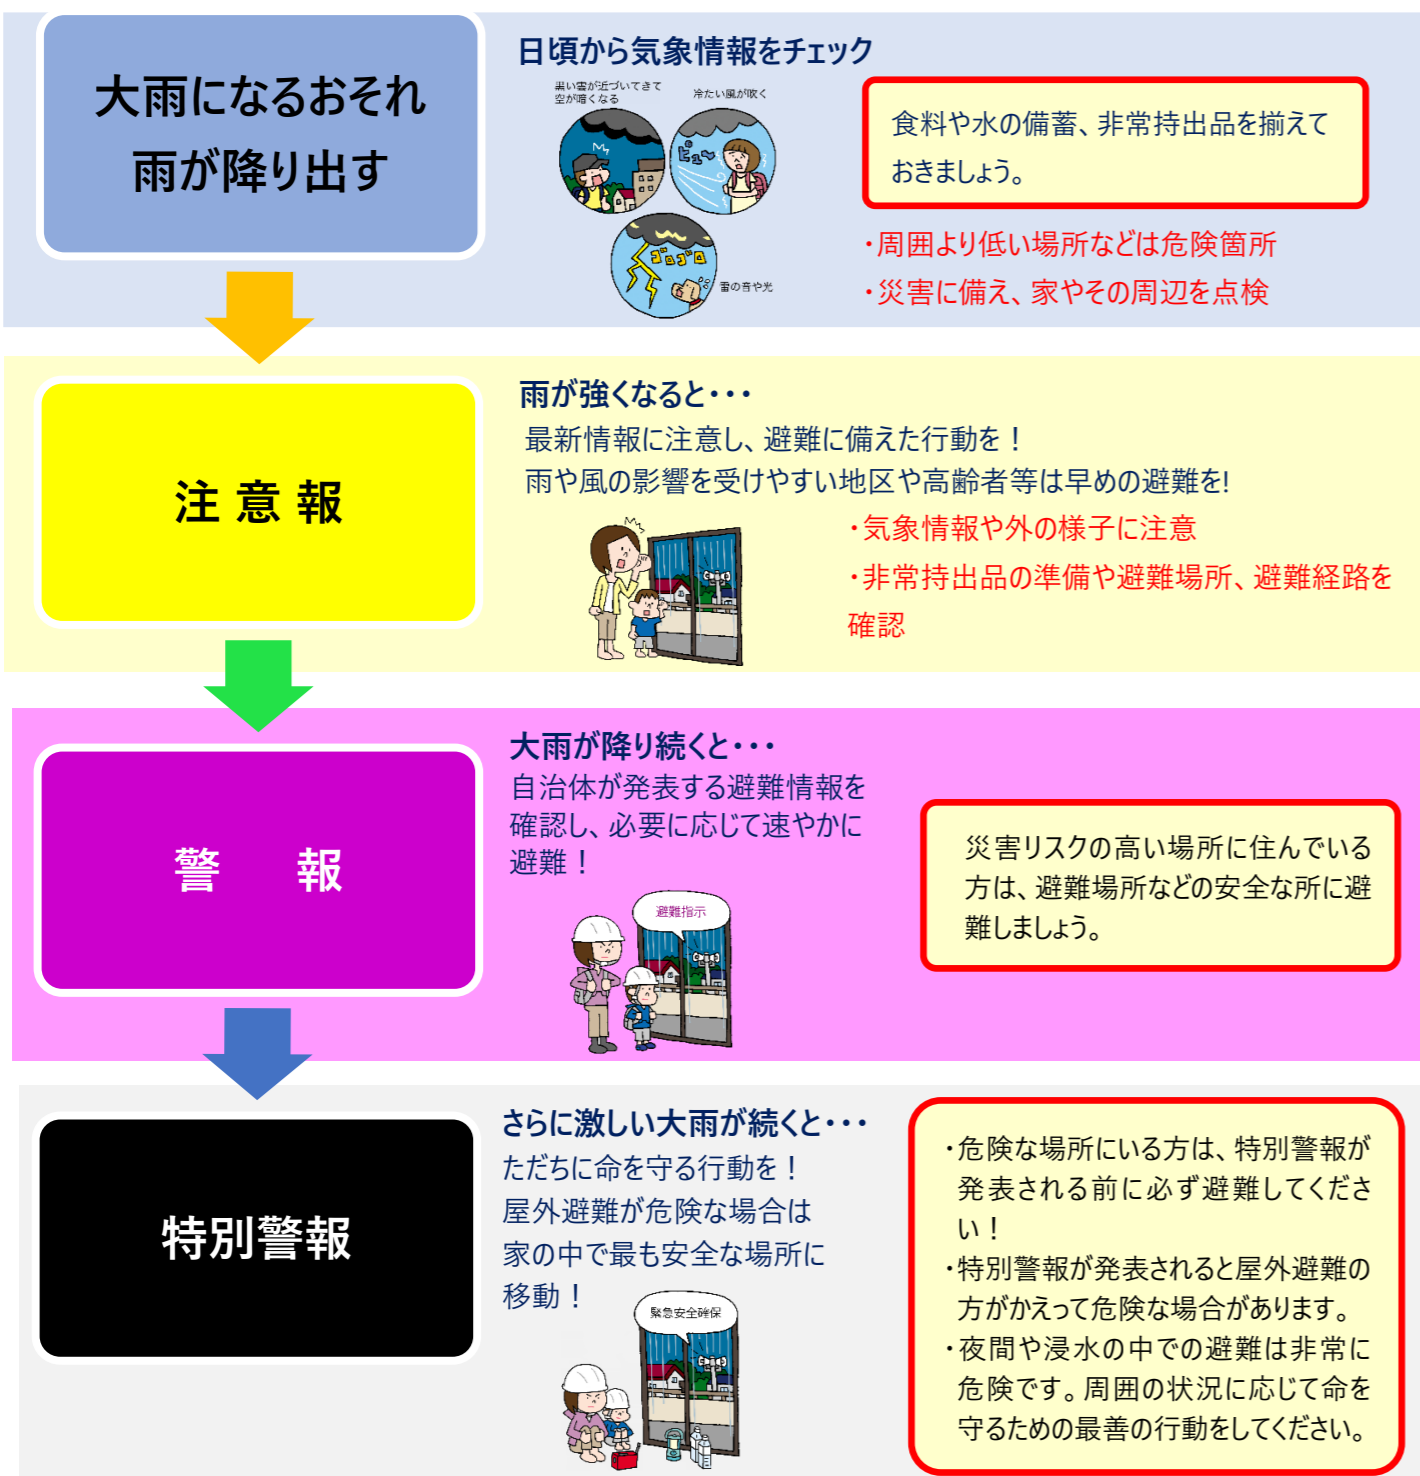 大雨になるおそれ
雨が降り出す
日頃から気象情報をチェック
黒い雲が近づいてきて
空が暗くなる
冷たい風が吹く
ビュ〜
ゴロゴロ
雷の音や光
食料や水の備蓄、非常持出品を揃えて
おきましょう。
・周囲より低い場所などは危険箇所
・災害に備え、家やその周辺を点検
注 意 報
雨が強くなると・・・
最新情報に注意し、避難に備えた行動を！
雨や風の影響を受けやすい地区や高齢者等は早めの避難を!
・気象情報や外の様子に注意
・非常持出品の準備や避難場所、避難経路を
確認
警　報
大雨が降り続くと・・・
自治体が発表する避難情報を
確認し、必要に応じて速やかに
避難！
避難指示
災害リスクの高い場所に住んでいる
方は、避難場所などの安全な所に避
難しましょう。
特別警報
さらに激しい大雨が続くと・・・
ただちに命を守る行動を！
屋外避難が危険な場合は
家の中で最も安全な場所に
移動！
緊急安全確保
・危険な場所にいる方は、特別警報が
発表される前に必ず避難してくださ
い！
・特別警報が発表されると屋外避難の
方がかえって危険な場合があります。
・夜間や浸水の中での避難は非常に
危険です。周囲の状況に応じて命を
守るための最善の行動をしてください。